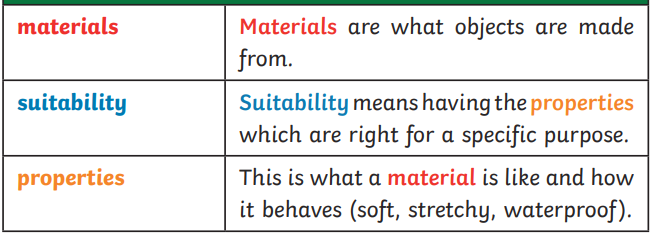 materials
Materials are what objects are made
from.
suitability
Suitability means having the properties
which are right for a specific purpose.
properties
This is what a material is like and how
it behaves (soft, stretchy, waterproof).